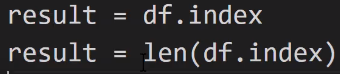 result = df.index
result = len(df.index)